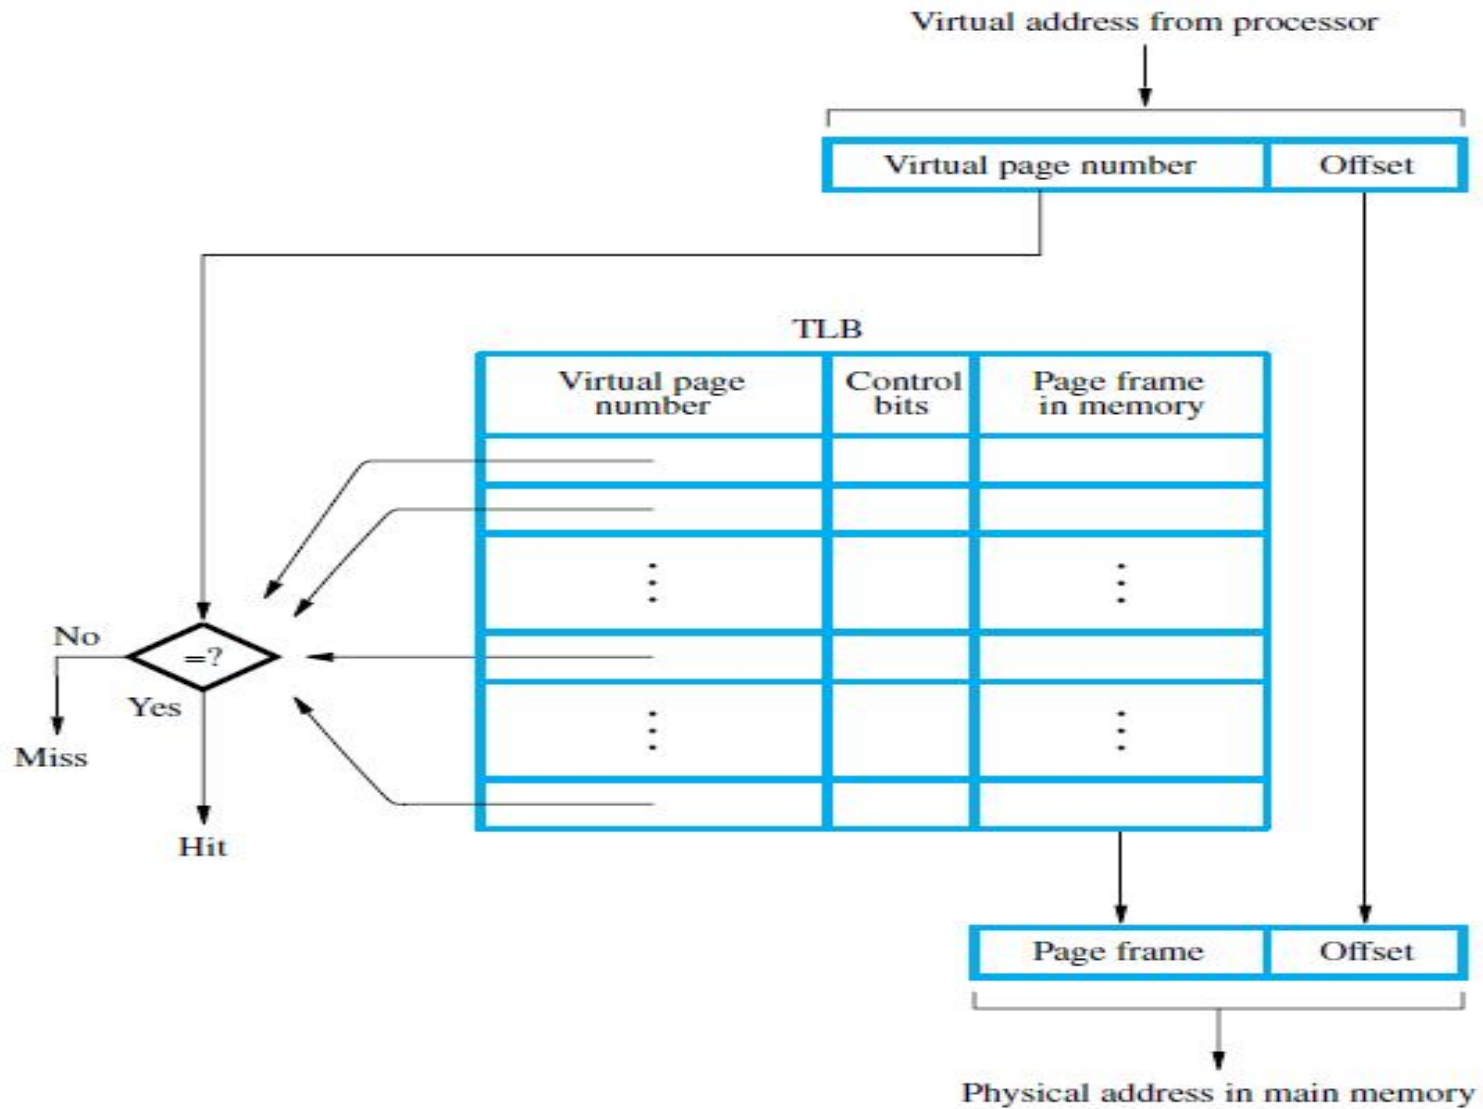 Virtual address from processor
Virtual page number
Offset
TLB
Virtual page
number
Control
bits
Page frame
in memory
No
=?
Yes
Miss
Hit
Page frame
Offset
Physical address in main memory